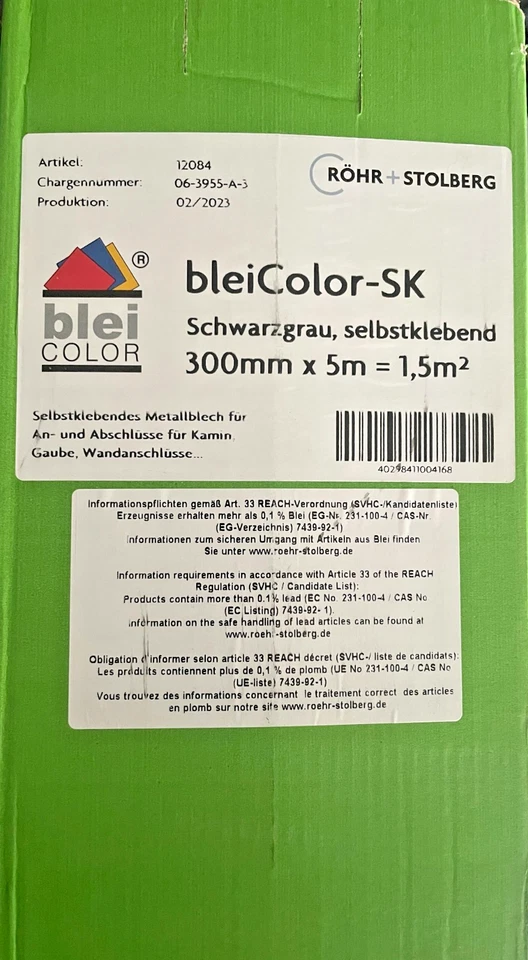 Artikel: 12084
Chargennummer: 06-3955-A-3
Produktion: 02/2023
RÖHR+STOLBERG
®
blei
COLOR
bleiColor-SK
Schwarzgrau, selbstklebend
300mm x 5m = 1,5m²
Selbstklebendes Metallblech für
An- und Abschlüsse für Kamin,
Gaube, Wandanschlüsse...
40298411004168
Informationspflichten gemäß Art. 33 REACH-Verordnung (SVHC-/Kandidatenliste)
Erzeugnisse erhalten mehr als 0,1 % Blei (EG-Nr. 231-100-4 / CAS-Nr.
(EG-Verzeichnis) 7439-92-1)
Informationen zum sicheren Umgang mit Artikeln aus Blei finden
Sie unter www.roehr-stolberg.de
Information requirements in accordance with Article 33 of the REACH
Regulation (SVHC / Candidate List):
Products contain more than 0.1% lead (EC No. 231-100-4 / CAS No
(EC Listing) 7439-92- 1).
information on the safe handling of lead articles can be found at
www.roehr-stolberg.de
Obligation d'informer selon article 33 REACH décret (SVHC-/ liste de candidats):
Les produits contiennent plus de 0,1 % de plomb (UE No 231-100-4 / CAS No
(UE-liste) 7439-92-1)
Vous trouvez des informations concernant le traitement correct des articles
en plomb sur notre site www.roehr-stolberg.de